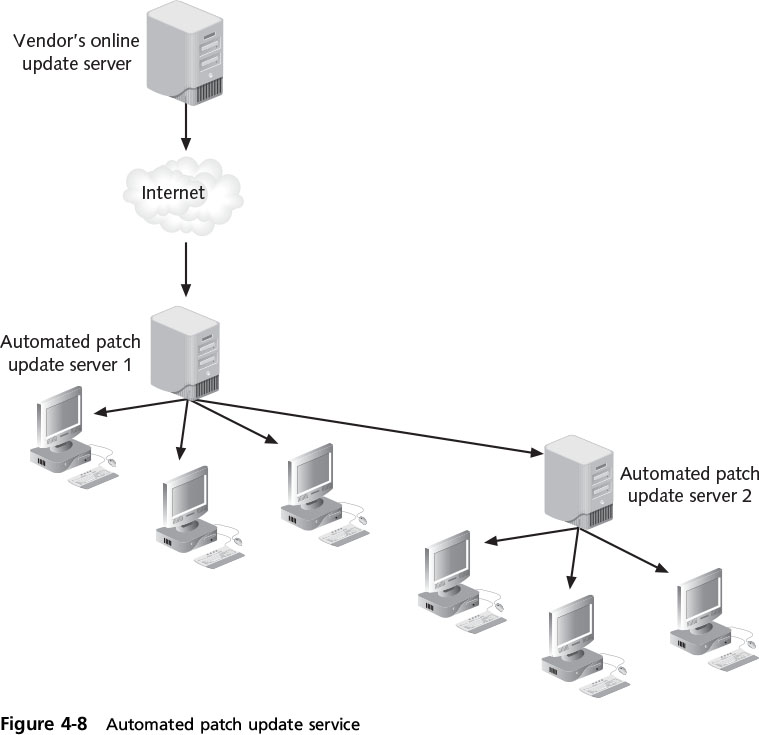 Vendor's online
update server
Internet
Automated patch
update server 1
Automated patch
update server 2
Figure 4-8 Automated patch update service